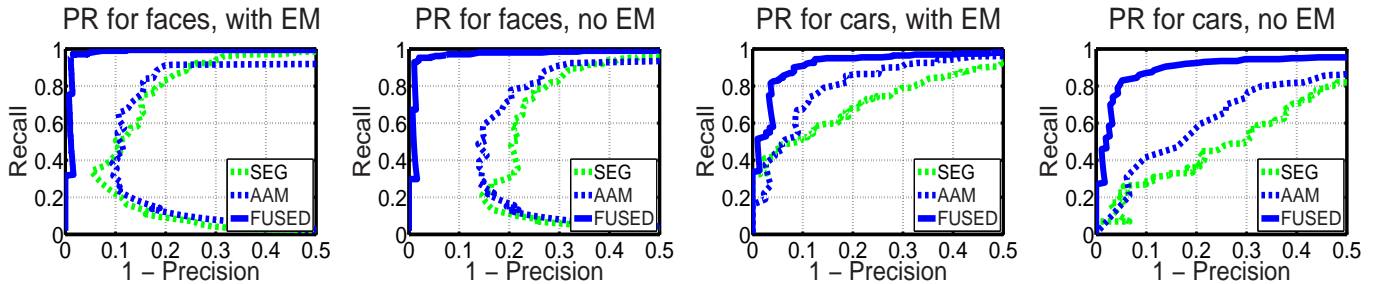 PR for faces, with EM
Recall
1
0.8
0.6
0.4
0.2
0
0 0.1 0.2 0.3 0.4 0.5
1 − Precision
SEG
AAM
FUSED
PR for faces, no EM
Recall
1
0.8
0.6
0.4
0.2
0
0 0.1 0.2 0.3 0.4 0.5
1 − Precision
SEG
AAM
FUSED
PR for cars, with EM
Recall
1
0.8
0.6
0.4
0.2
0
0 0.1 0.2 0.3 0.4 0.5
1 − Precision
SEG
AAM
FUSED
PR for cars, no EM
Recall
1
0.8
0.6
0.4
0.2
0
0 0.1 0.2 0.3 0.4 0.5
1 − Precision
SEG
AAM
FUSED